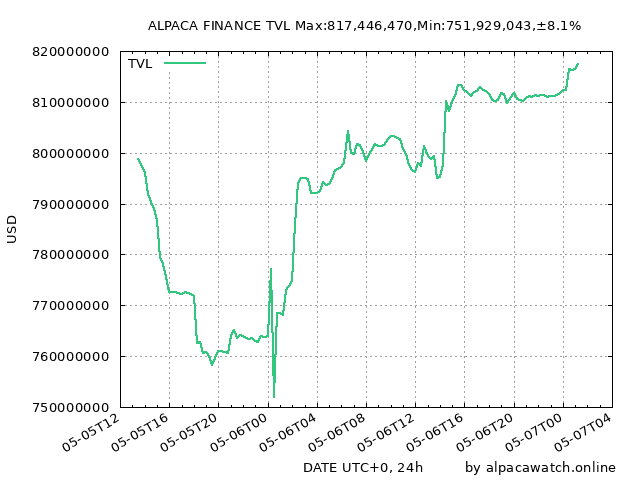 ALPACA FINANCE TVL Max:817,446,470,Min:751,929,043,±8.1%
TVL
820000000
810000000
800000000
790000000
780000000
770000000
760000000
750000000
USD
05-05T12
05-05T16
05-05T20
05-06T00
05-06T04
05-06T08
05-06T12
05-06T16
05-06T20
05-07T00
05-07T04
DATE UTC+0, 24h
by alpacawatch.online